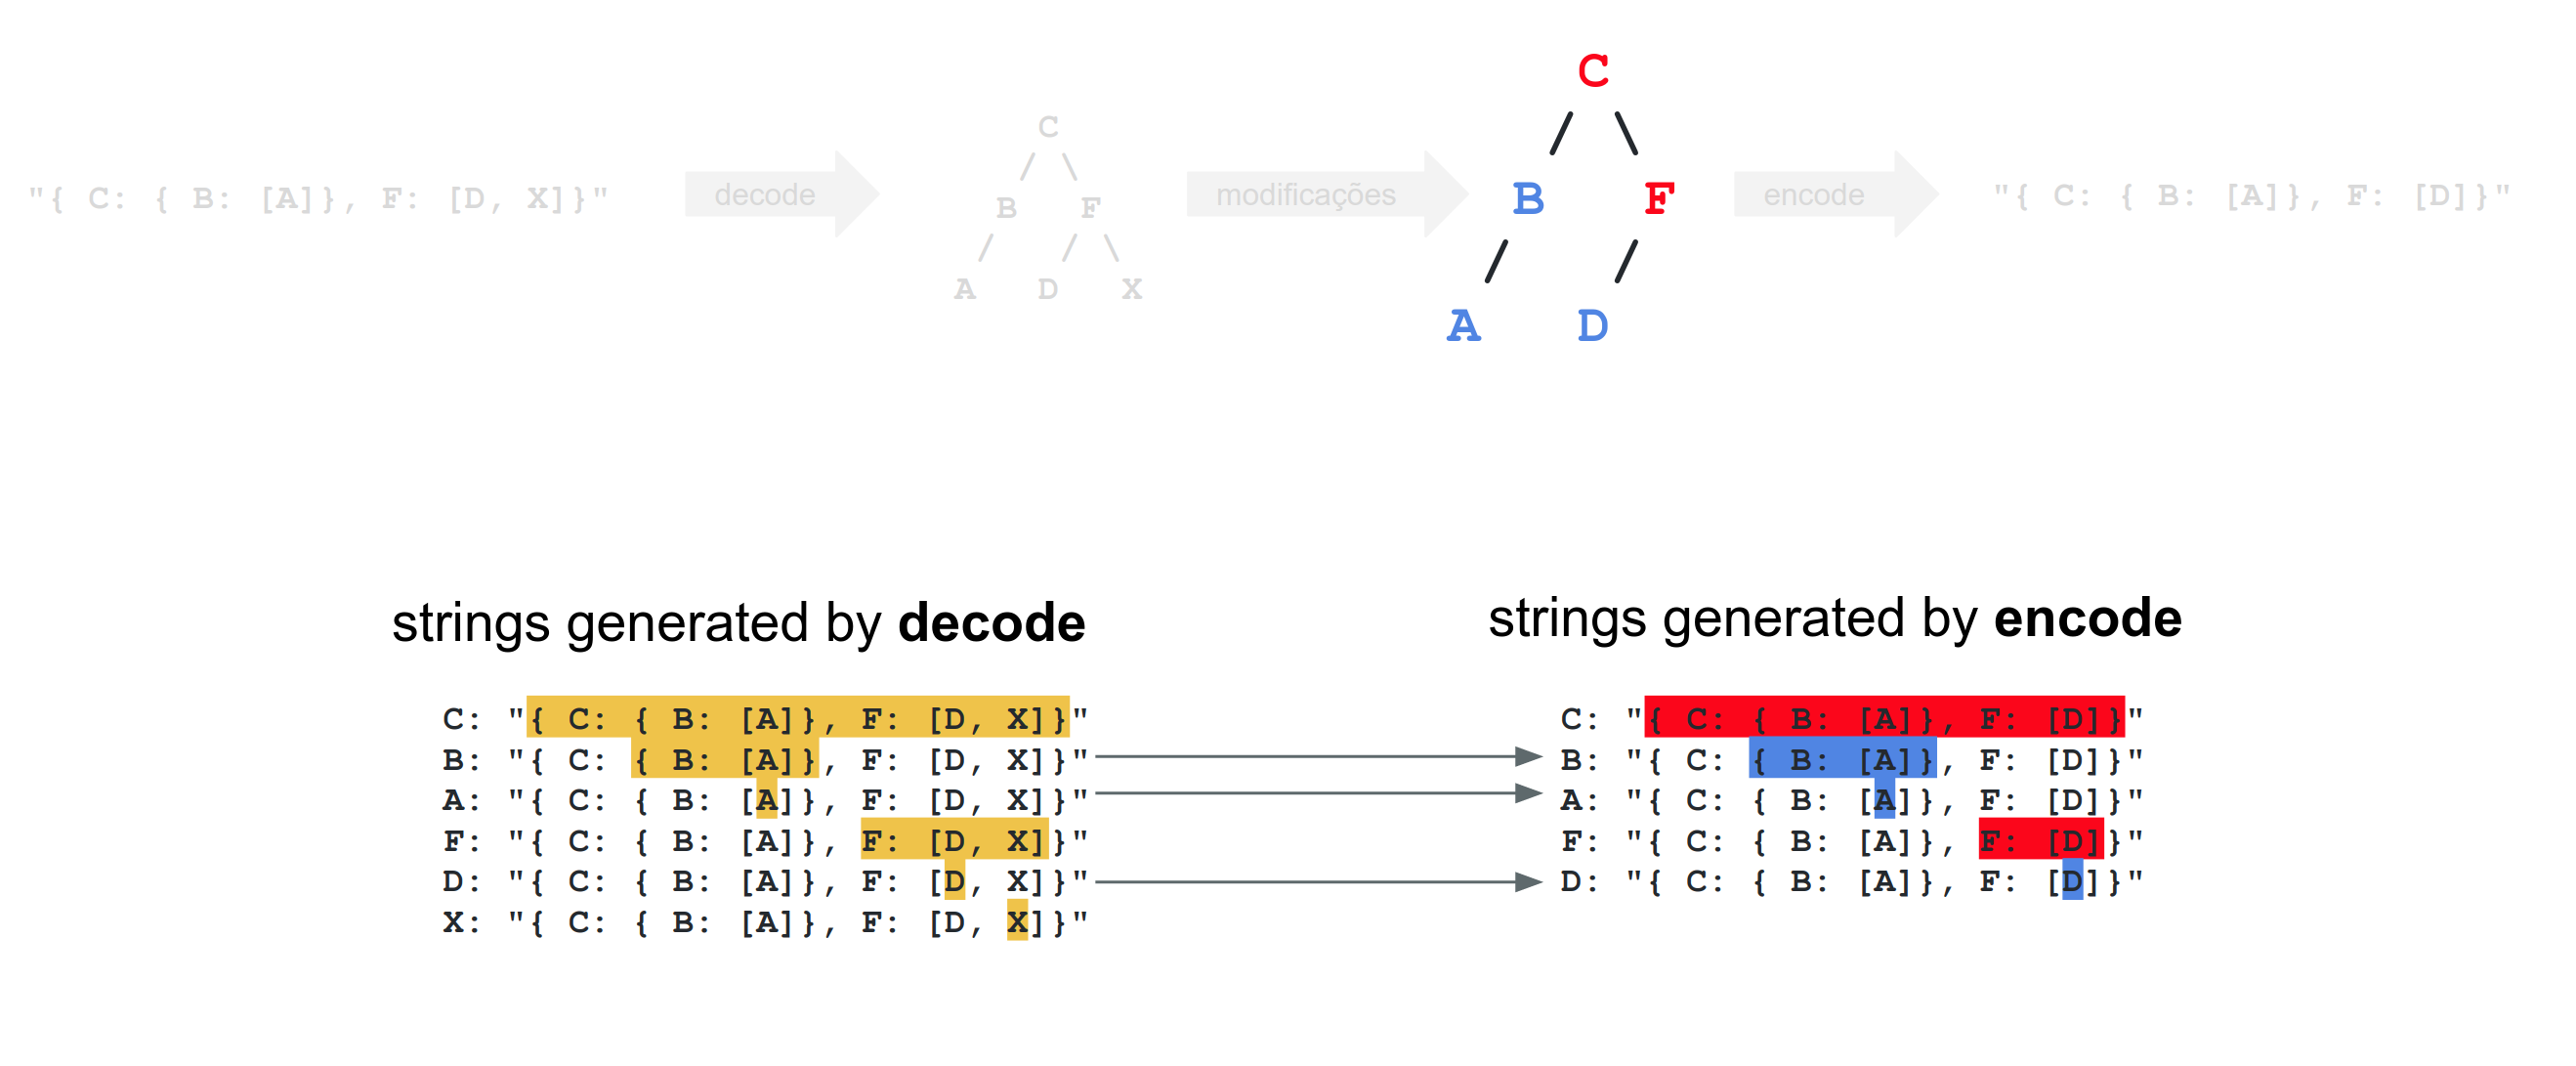 "{ C: { B: [A]}, F: [D, X]}"
decode
C
B F
A D X
modificações
C
B F
A D
encode
"{ C: { B: [A]}, F: [D]}"
strings generated by decode
C: "{ C: { B: [A]}, F: [D, X]}"
B: "{ C: { B: [A]}, F: [D, X]}"
A: "{ C: { B: [A]}, F: [D, X]}"
F: "{ C: { B: [A]}, F: [D, X]}"
D: "{ C: { B: [A]}, F: [D, X]}"
X: "{ C: { B: [A]}, F: [D, X]}"
strings generated by encode
C: "{ C: { B: [A]}, F: [D]}"
B: "{ C: { B: [A]}, F: [D]}"
A: "{ C: { B: [A]}, F: [D]}"
F: "{ C: { B: [A]}, F: [D]}"
D: "{ C: { B: [A]}, F: [D]}"